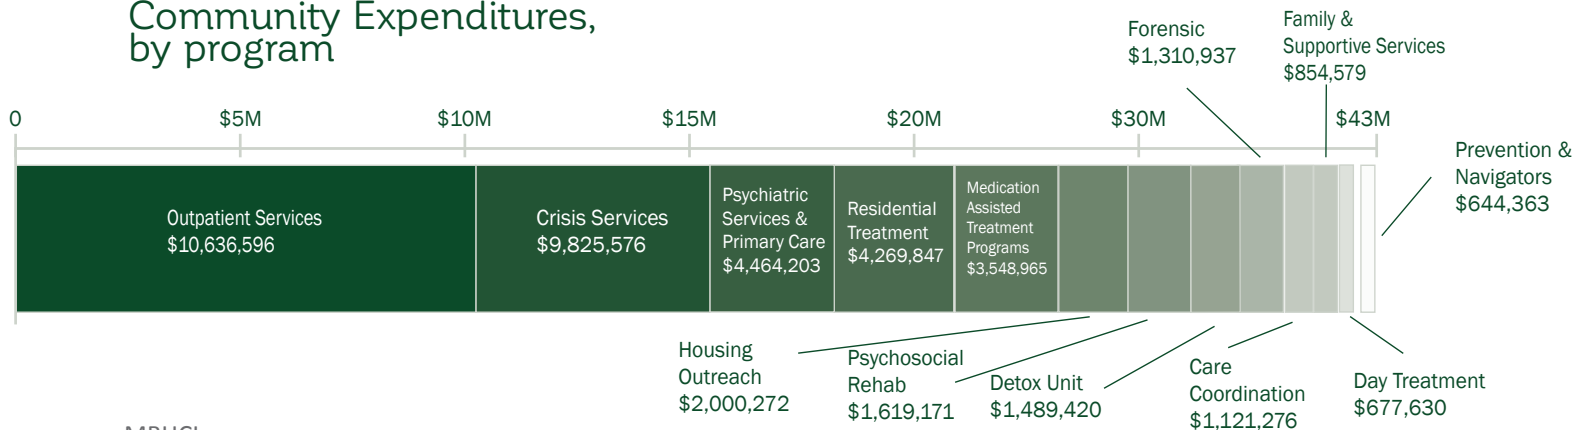 Community Expenditures,
by program
Forensic
$1,310,937
Family &
Supportive Services
$854,579
0
$5M
$10M
$15M
$20M
$30M
$43M
Prevention &
Navigators
$644,363
Outpatient Services
$10,636,596
Crisis Services
$9,825,576
Psychiatric
Services &
Primary Care
$4,464,203
Residential
Treatment
$4,269,847
Medication
Assisted
Treatment
Programs
$3,548,965
Housing
Outreach
$2,000,272
Psychosocial
Rehab
$1,619,171
Detox Unit
$1,489,420
Care
Coordination
$1,121,276
Day Treatment
$677,630